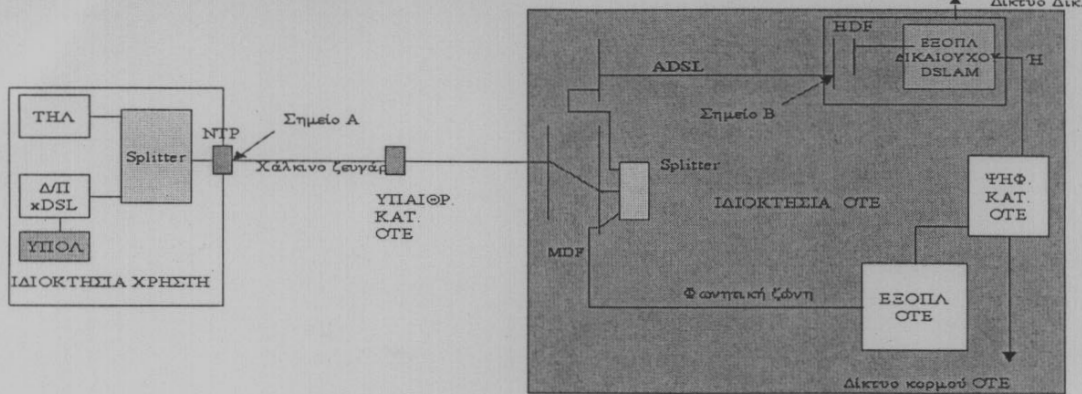 Δίκτυο Δικ
HDF
ΕΞΟΠΛ
ΔΙΚΑΙΟΥΧΟΥ
DSLAM
Ή
ADSL
Σημείο Β
ΤΗΛ
Splitter
NTP
Σημείο Α
Χάλκινο ζευγάρ
Δ/Π
xDSL
ΥΠΟΛ
ΙΔΙΟΚΤΗΣΙΑ ΧΡΗΣΤΗ
ΥΠΑΙΘΡ.
ΚΑΤ.
ΟΤΕ
Splitter
ΙΔΙΟΚΤΗΣΙΑ ΟΤΕ
ΨΗΦ.
ΚΑΤ.
ΟΤΕ
MDF
Φωνητική ζώνη
ΕΞΟΠΛ
ΟΤΕ
Δίκτυο κορμού ΟΤΕ